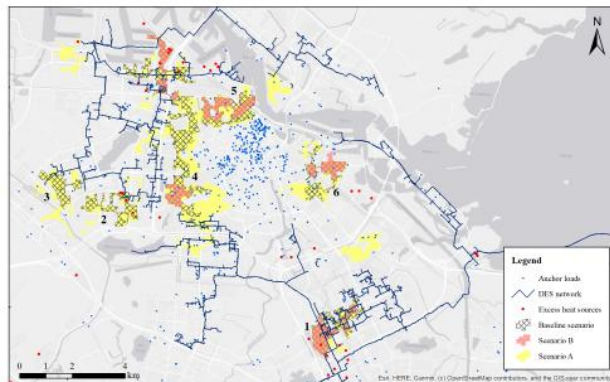 N
5
4
3
2
6
1
Legend
Anchor loads
DES network
Excess heat sources
Baseline scenario
Scenario B
Scenario A
0
1
2
4
km
Esri, HERE, Garmin, (c) OpenStreetMap contributors, and the GIS user community